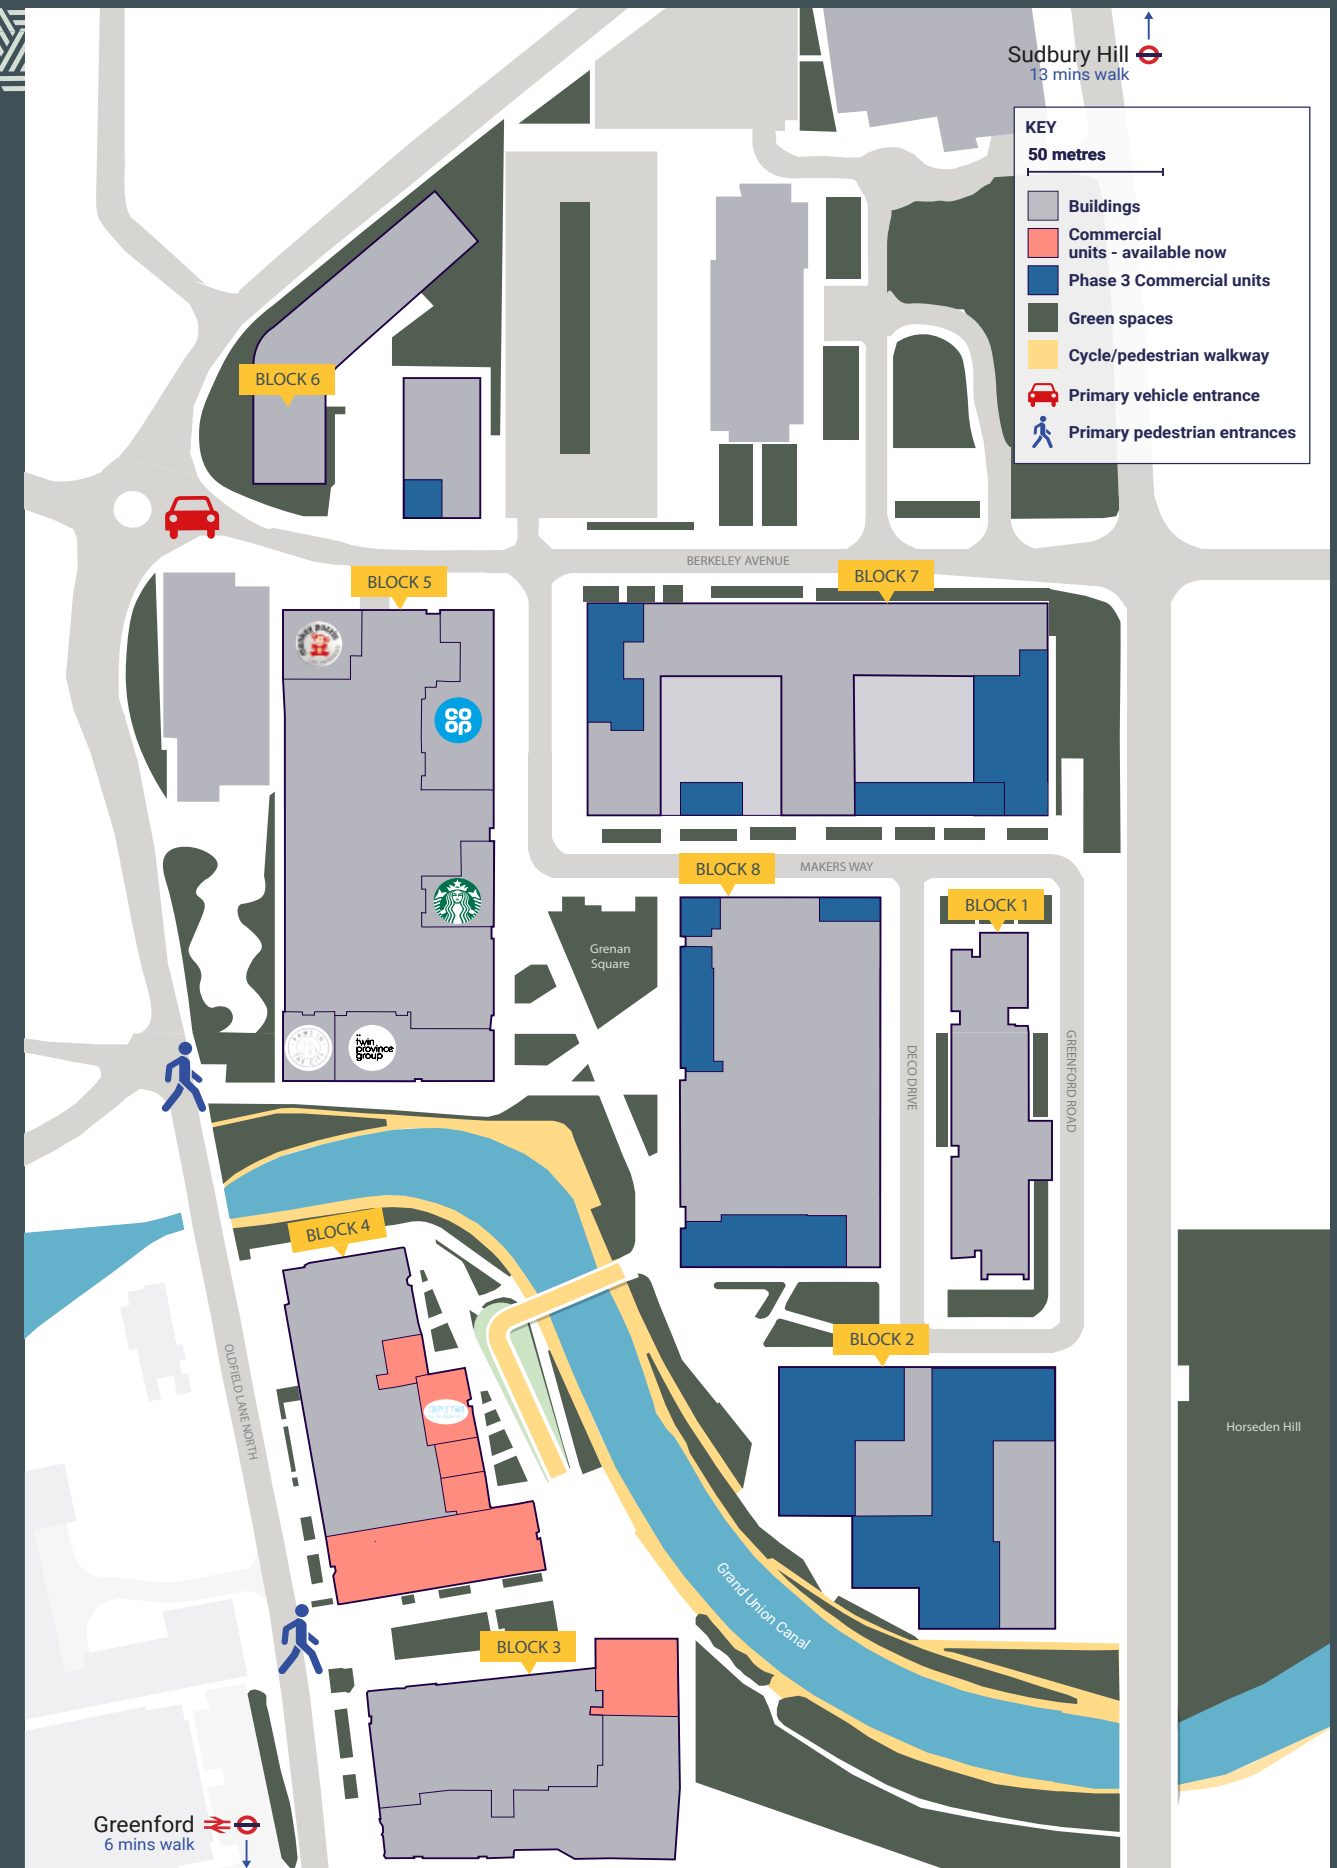 Sudbury Hill
13 mins walk
KEY
50 metres
Buildings
Commercial
units - available now
Phase 3 Commercial units
Green spaces
Cycle/pedestrian walkway
Primary vehicle entrance
Primary pedestrian entrances
BLOCK 6
BERKELEY AVENUE
BLOCK 5
BLOCK 7
CO
OP
BLOCK 8
MAKERS WAY
BLOCK 1
Grenan
Square
twin
province
group
DECO DRIVE
GREENFORD ROAD
BLOCK 4
BLOCK 2
OLDFIELD LANE NORTH
Horseden Hill
Grand Union Canal
BLOCK 3
Greenford
6 mins walk